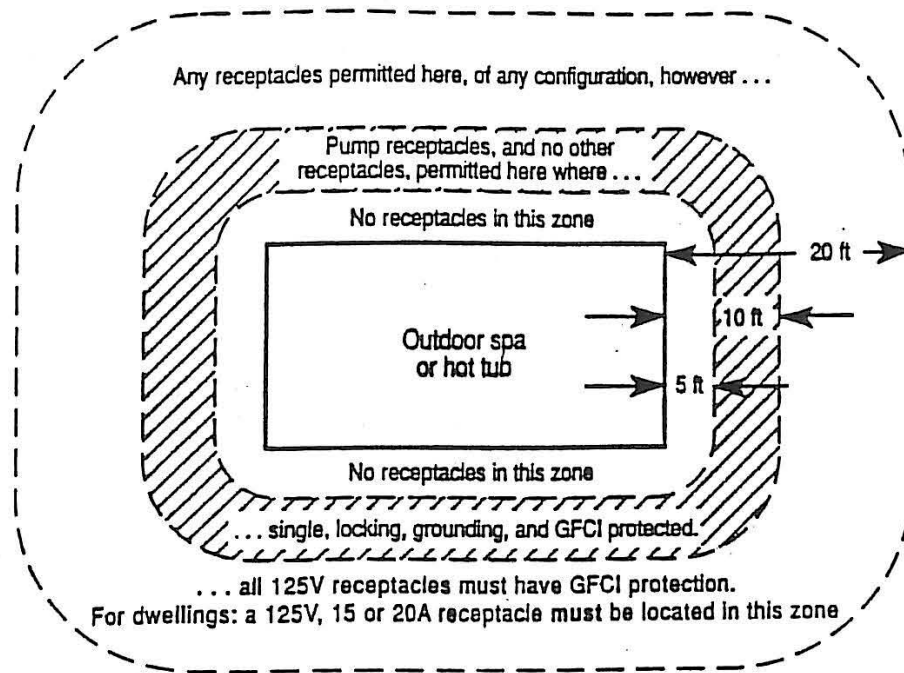 Any receptacles permitted here, of any configuration, however . . .
Pump receptacles, and no other
receptacles, permitted here where . . .
No receptacles in this zone
20 ft
10 ft
Outdoor spa
or hot tub
5 ft
No receptacles in this zone
. . . single, locking, grounding, and GFCI protected.
. . . all 125V receptacles must have GFCI protection.
For dwellings: a 125V, 15 or 20A receptacle must be located in this zone